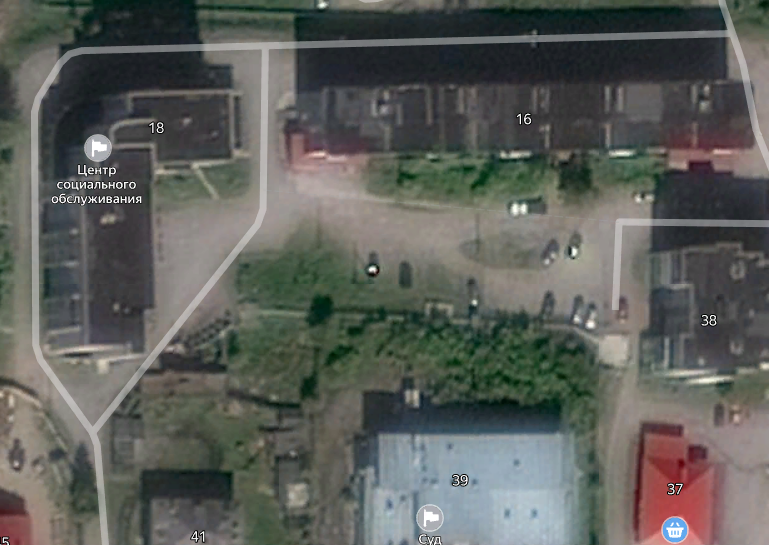 16
18
Центр
социального
обслуживания
38
39
37
Суд
41
5